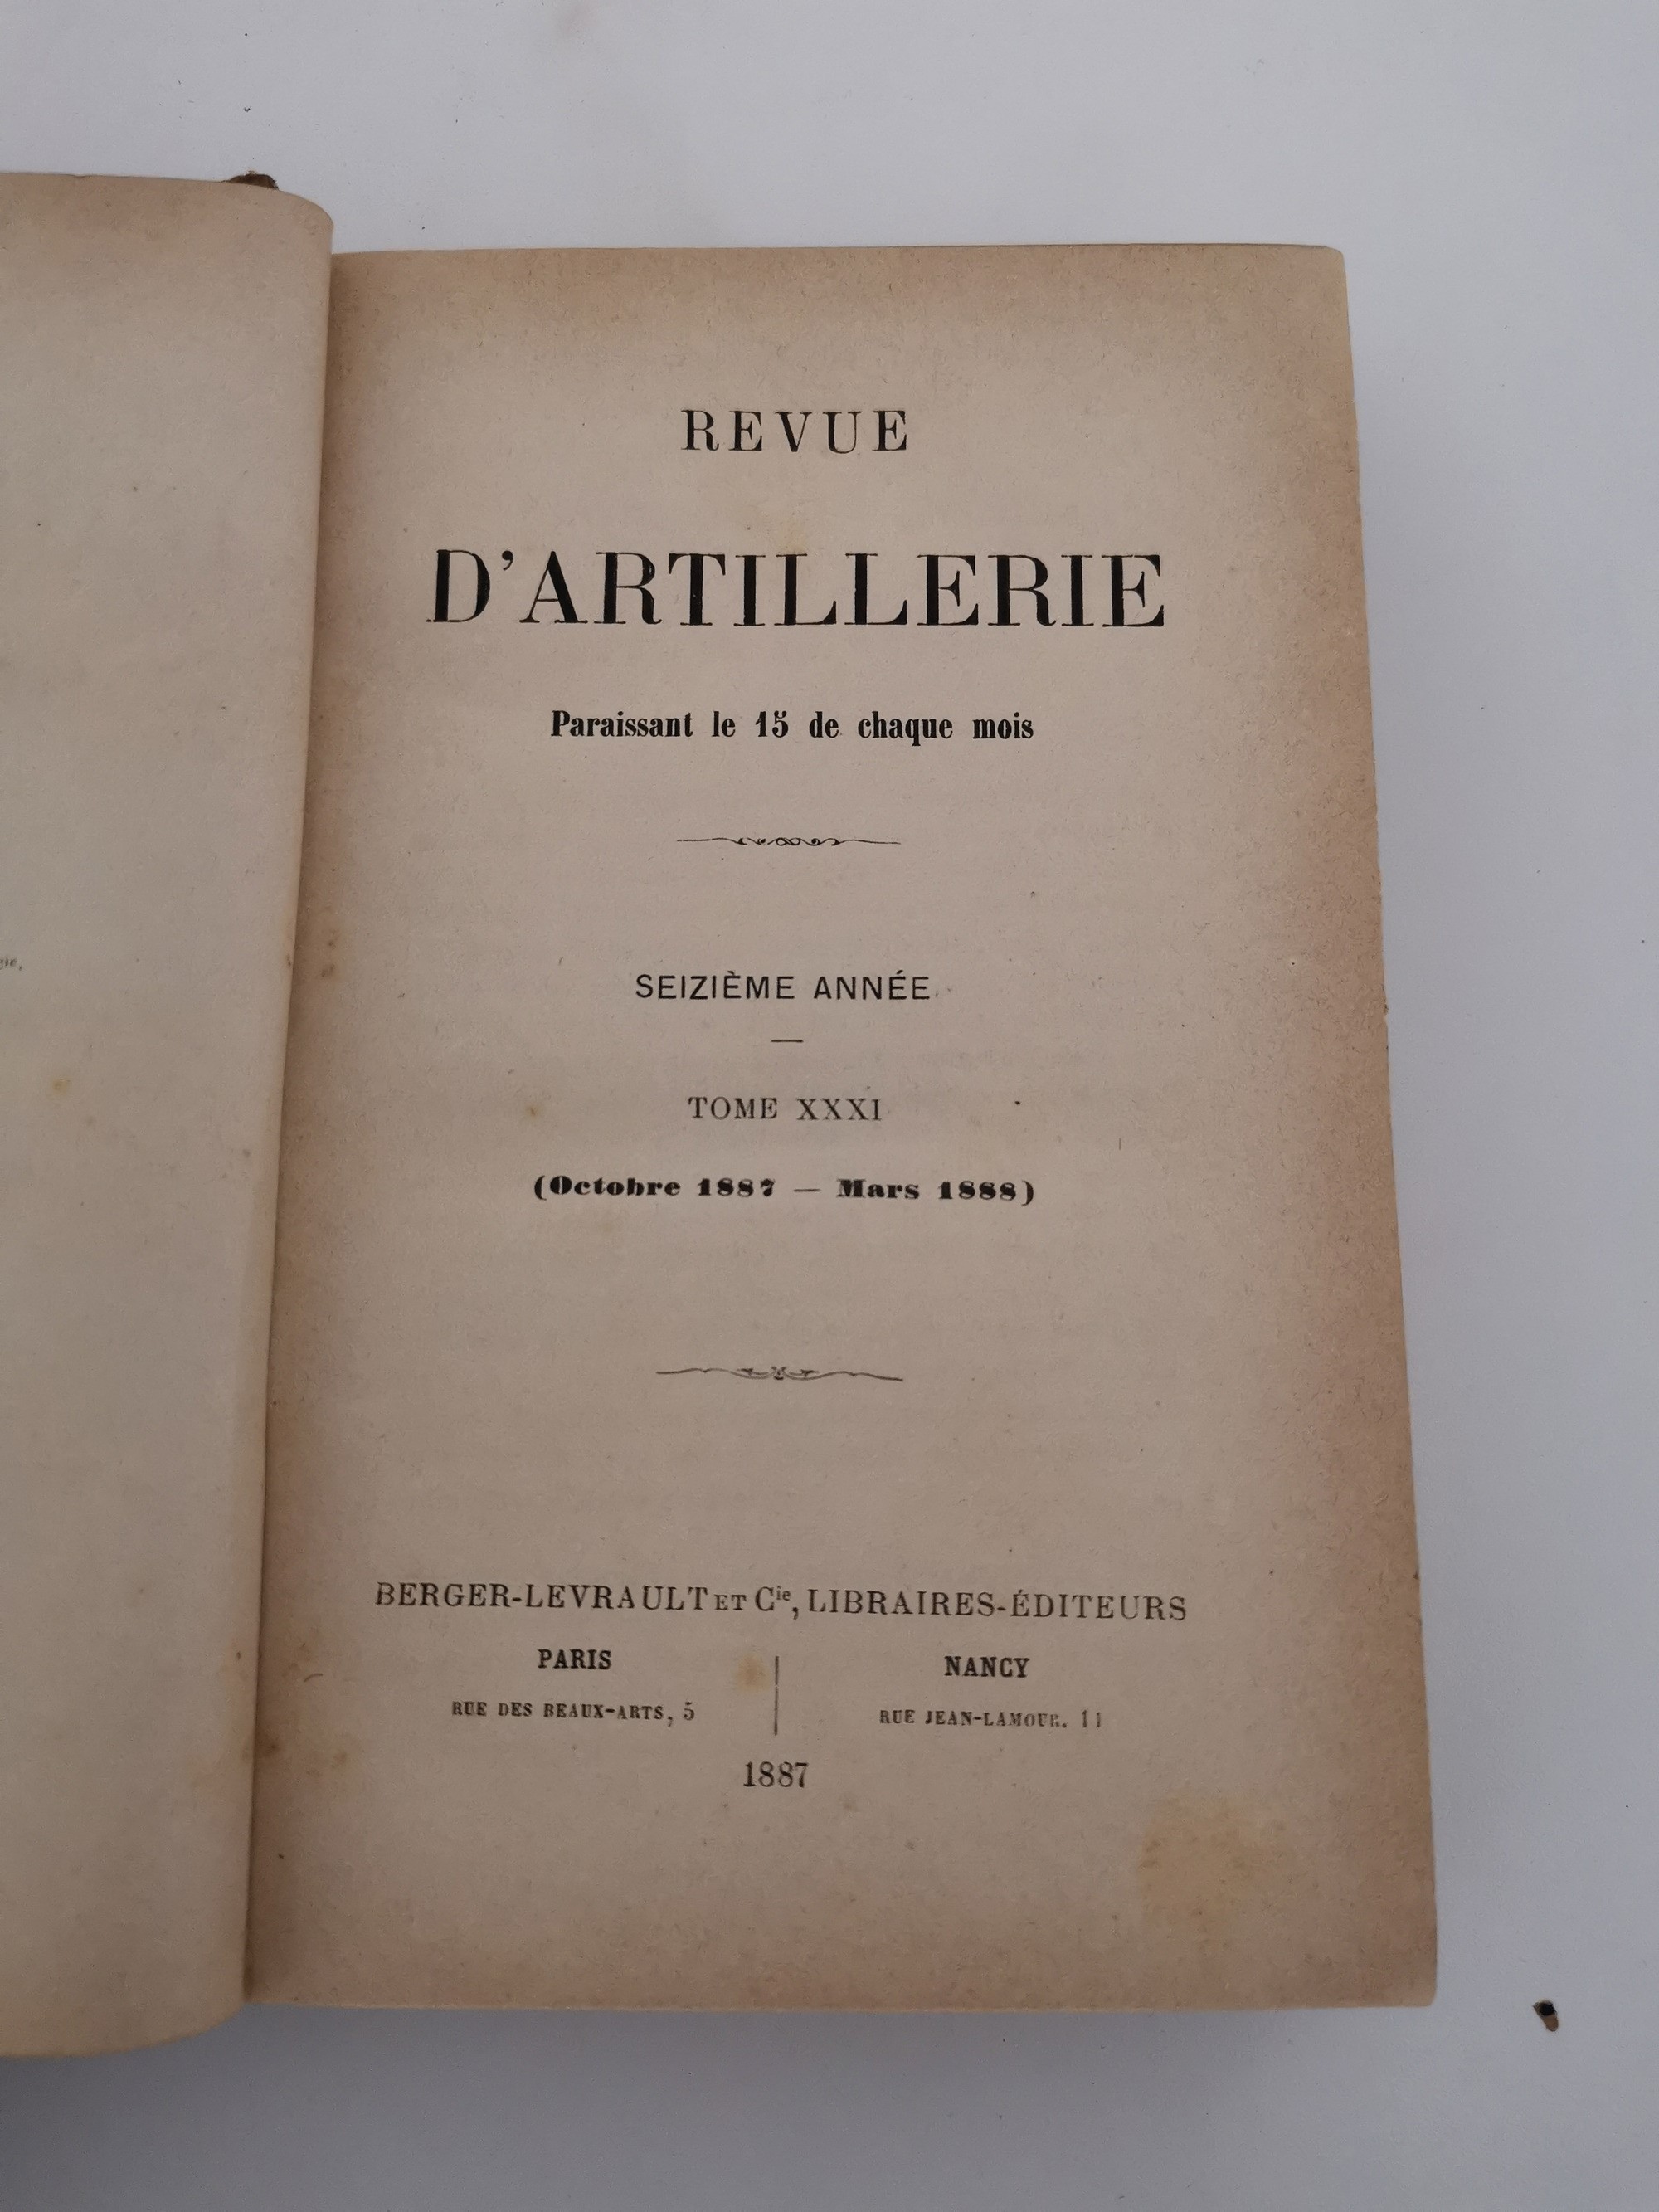 REVUE
D'ARTILLERIE
Paraissant le 15 de chaque mois
SEIZIÈME ANNÉE
TOME XXXI
(Octobre 1887 — Mars 1888)
BERGER-LEVRAULT ET Cie, LIBRAIRES-ÉDITEURS
PARIS
RUE DES BEAUX-ARTS, 5
NANCY
RUE JEAN-LAMOUR, 11
1887